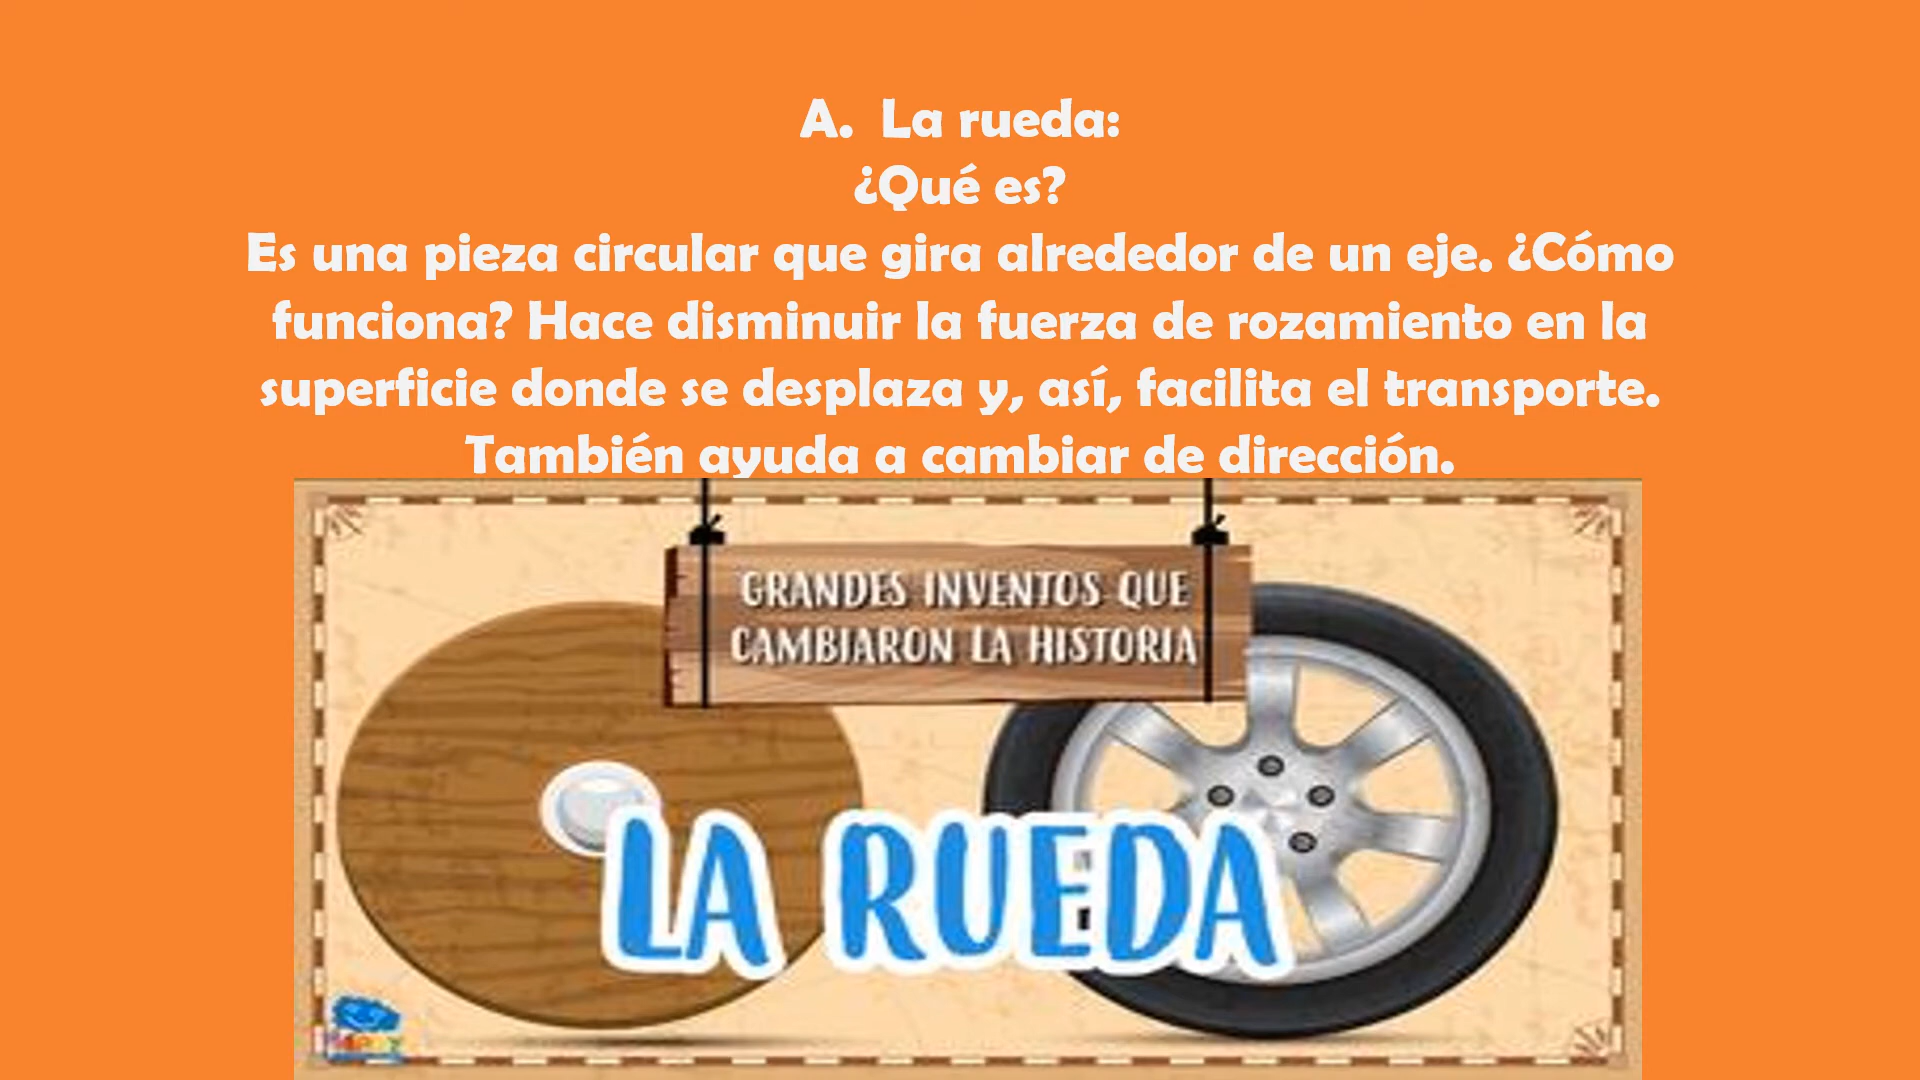 A. La rueda:
¿Qué es?
Es una pieza circular que gira alrededor de un eje. ¿Cómo
funciona? Hace disminuir la fuerza de rozamiento en la
superficie donde se desplaza y, así, facilita el transporte.
También ayuda a cambiar de dirección.
GRANDES INVENTOS QUE
CAMBIARON LA HISTORIA
LA RUEDA